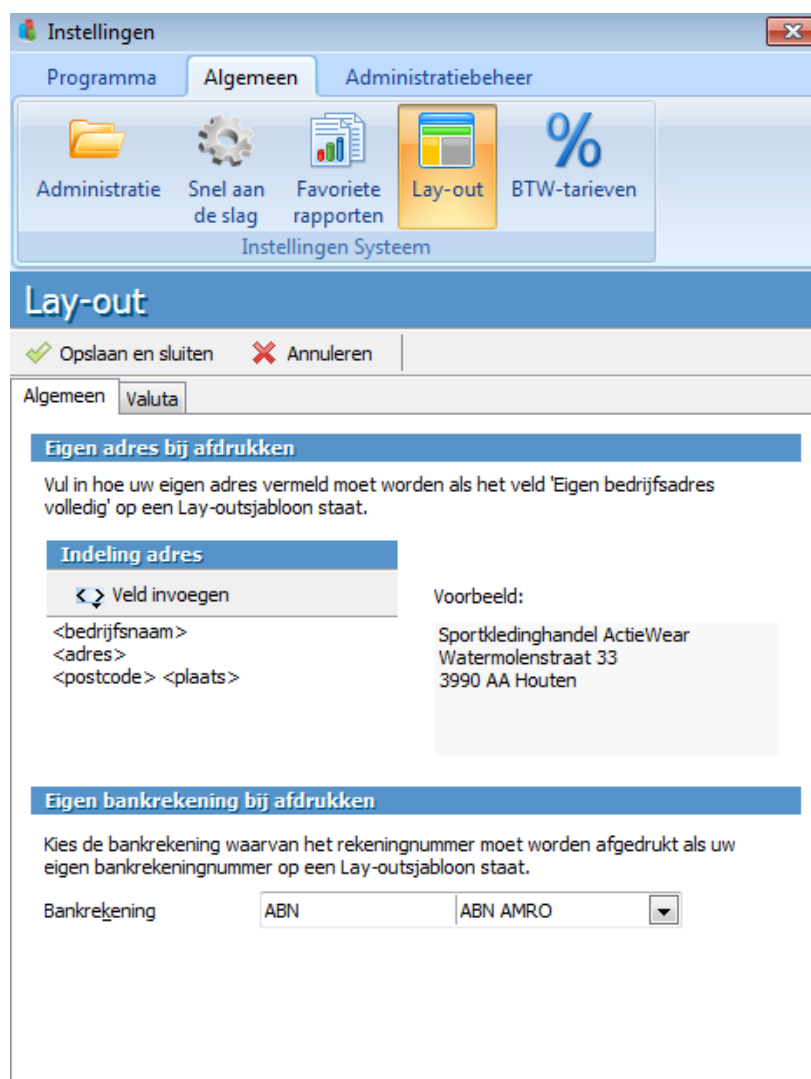 Instellingen
Programma
Algemeen
Administratiebeheer
Administratie
Snel aan
de slag
Favoriete
rapporten
Lay-out
BTW-tarieven
Instellingen Systeem
Lay-out
Opslaan en sluiten
Annuleren
Algemeen
Valuta
Eigen adres bij afdrukken
Vul in hoe uw eigen adres vermeld moet worden als het veld 'Eigen bedrijfsadres
volledig' op een Lay-outsjabloon staat.
Indeling adres
Veld invoegen
<bedrijfsnaam>
<adres>
<postcode> <plaats>
Voorbeeld:
Sportkledinghandel ActieWear
Watermolenstraat 33
3990 AA Houten
Eigen bankrekening bij afdrukken
Kies de bankrekening waarvan het rekeningnummer moet worden afgedrukt als uw
eigen bankrekeningnummer op een Lay-outsjabloon staat.
Bankrekening
ABN
ABN AMRO